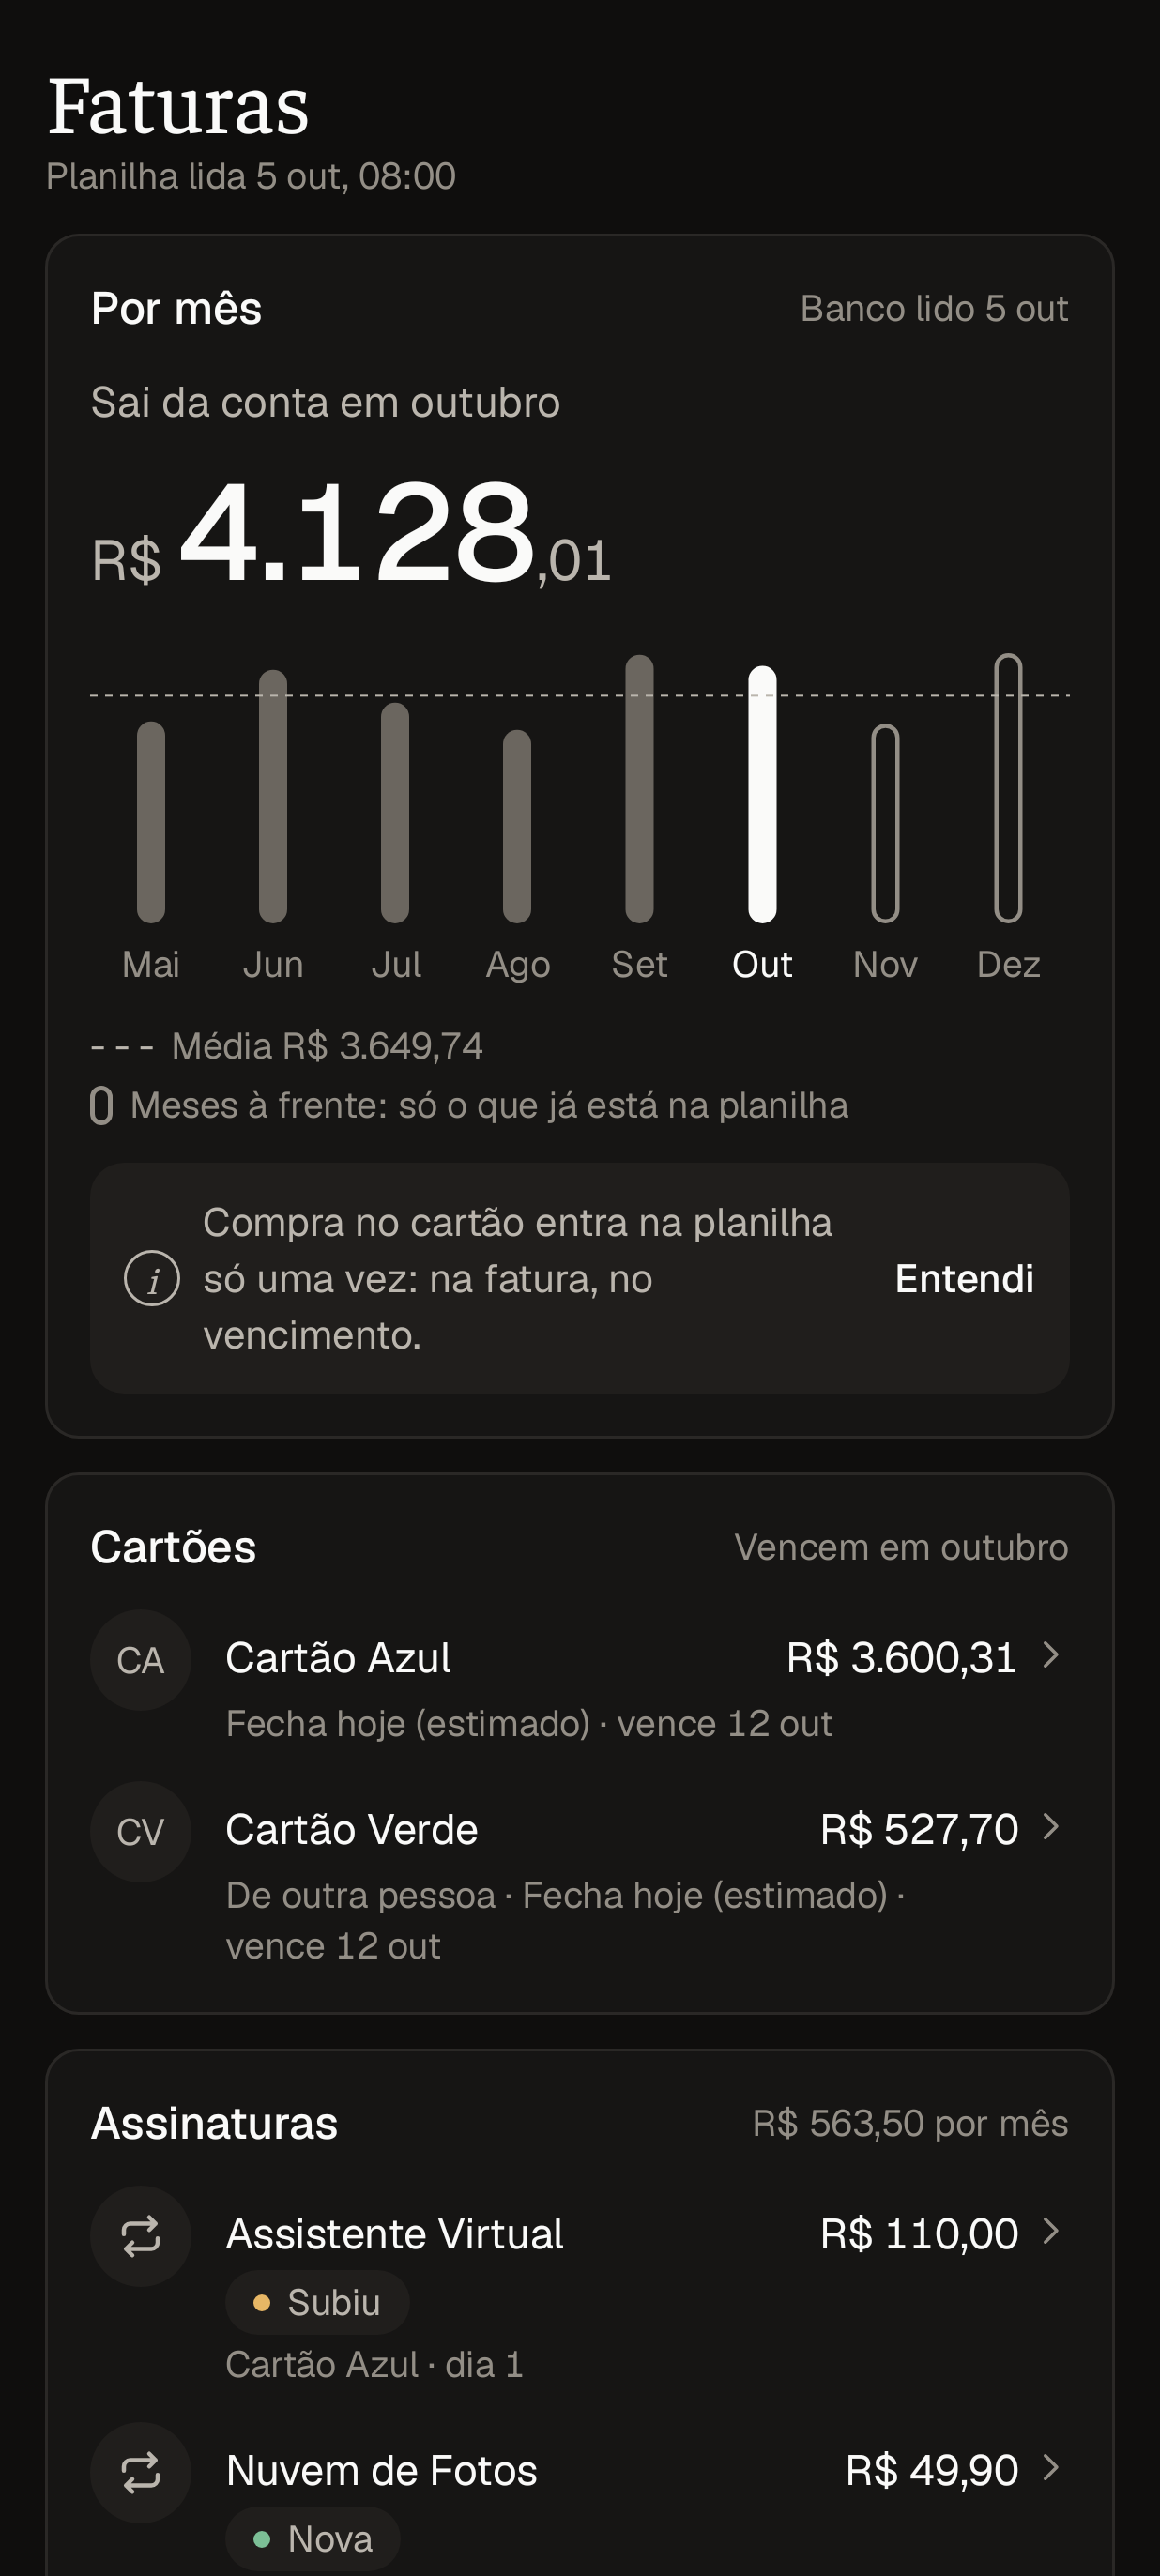 Faturas
Planilha lida 5 out, 08:00
Por mês
Banco lido 5 out
Sai da conta em outubro
R$ 4.128,01
Mai Jun Jul Ago Set Out Nov Dez
--- Média R$ 3.649,74
Meses à frente: só o que já está na planilha
Compra no cartão entra na planilha
só uma vez: na fatura, no
vencimento.
Entendi
Cartões
Vencem em outubro
CA
Cartão Azul
R$ 3.600,31
Fecha hoje (estimado) · vence 12 out
CV
Cartão Verde
R$ 527,70
De outra pessoa · Fecha hoje (estimado) ·
vence 12 out
Assinaturas
R$ 563,50 por mês
Assistente Virtual
R$ 110,00
Subiu
Cartão Azul · dia 1
Nuvem de Fotos
R$ 49,90
Nova